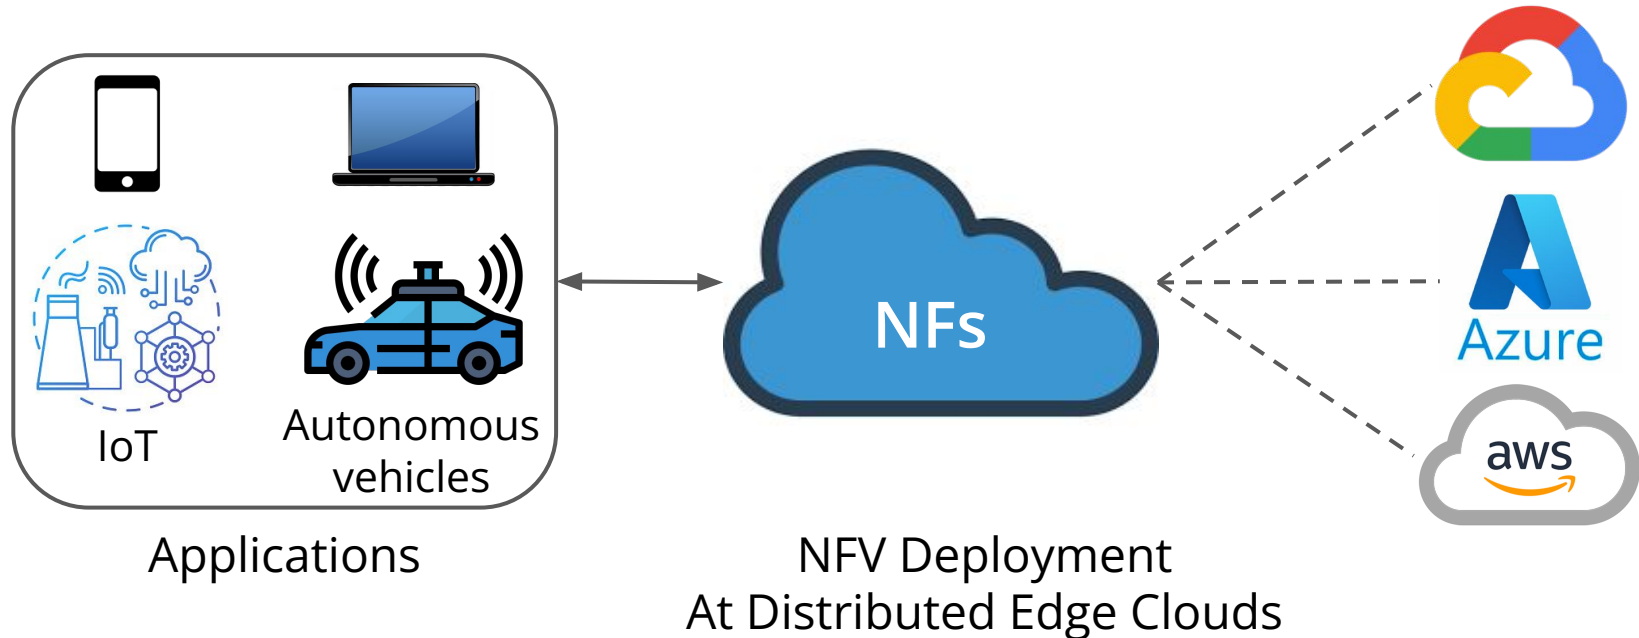 IoT
Autonomous
vehicles
Applications
NFs
NFV Deployment
At Distributed Edge Clouds
Azure
aws